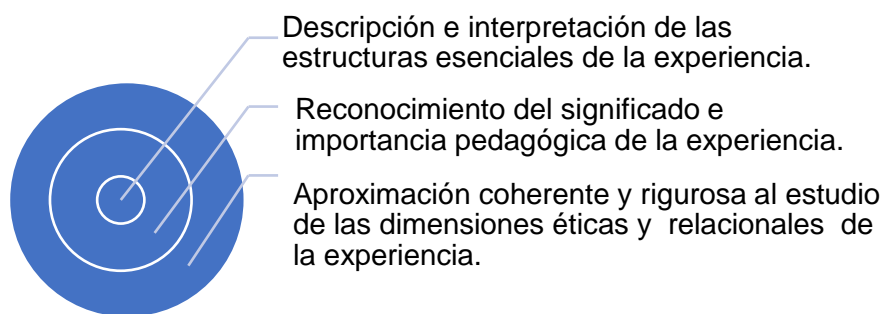 Descripción e interpretación de las
estructuras esenciales de la experiencia.
Reconocimiento del significado e
importancia pedagógica de la experiencia.
Aproximación coherente y rigurosa al estudio
de las dimensiones éticas y  relacionales  de
la experiencia.